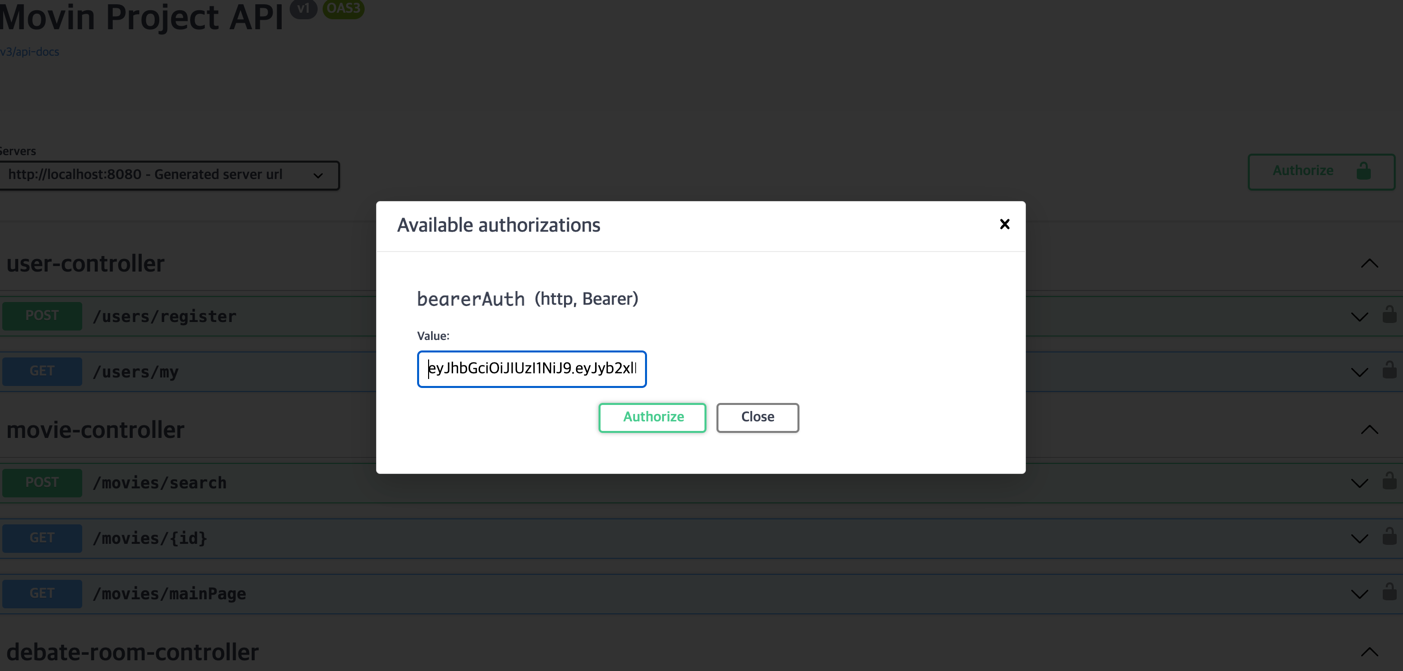 Movin Project API v1 OAS3
v3/api-docs
Servers
http://localhost:8080 - Generated server url
Authorize
Available authorizations
bearerAuth (http, Bearer)
Value:
eyJhbGciOiJIUzI1NiJ9.eyJyb2xlI
Authorize
Close
user-controller
POST /users/register
GET /users/my
movie-controller
POST /movies/search
GET /movies/{id}
GET /movies/mainPage
debate-room-controller